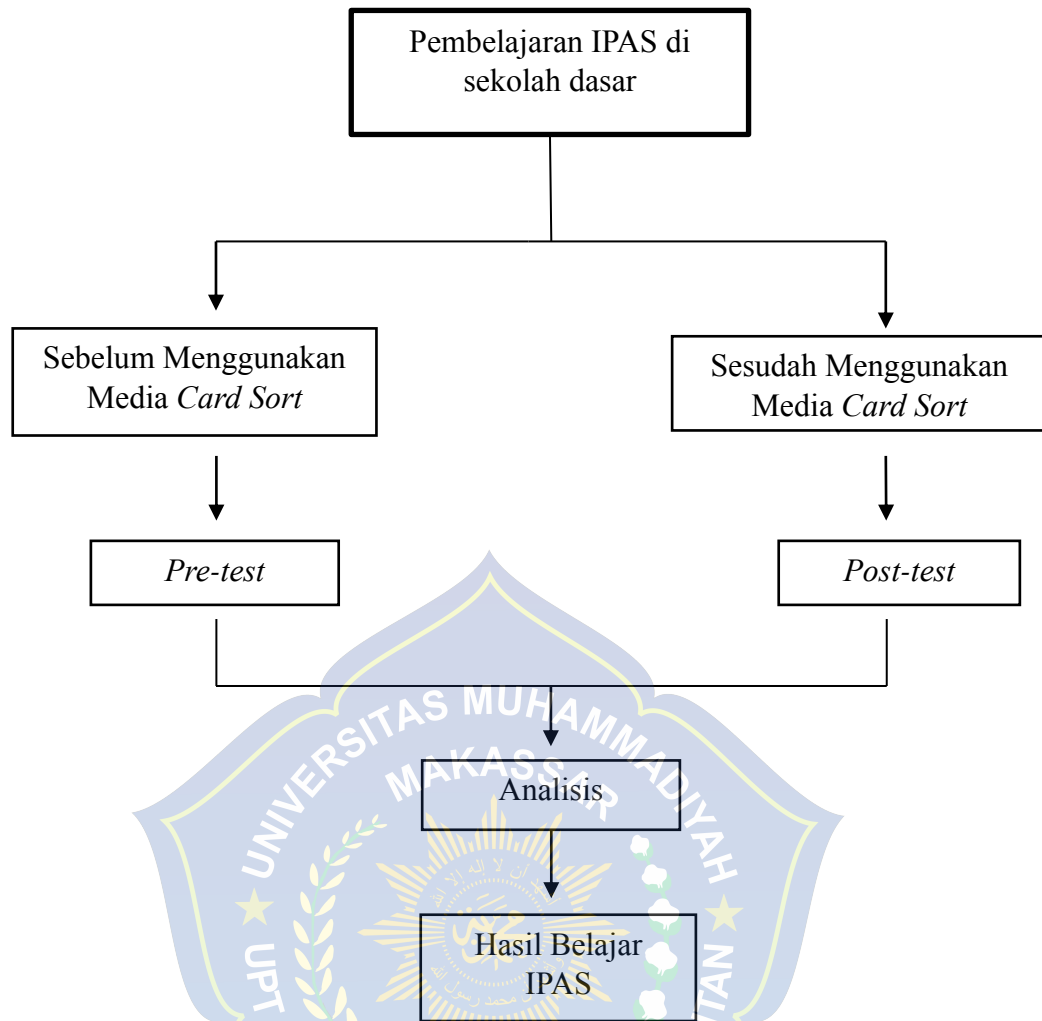 Pembelajaran IPAS di
sekolah dasar
Sebelum Menggunakan
Media Card Sort
Sesudah Menggunakan
Media Card Sort
Pre-test
Post-test
UNIVERSITAS MUHAMMADIYAH
MAKASSAR
Analisis
Hasil Belajar
IPAS
UPT